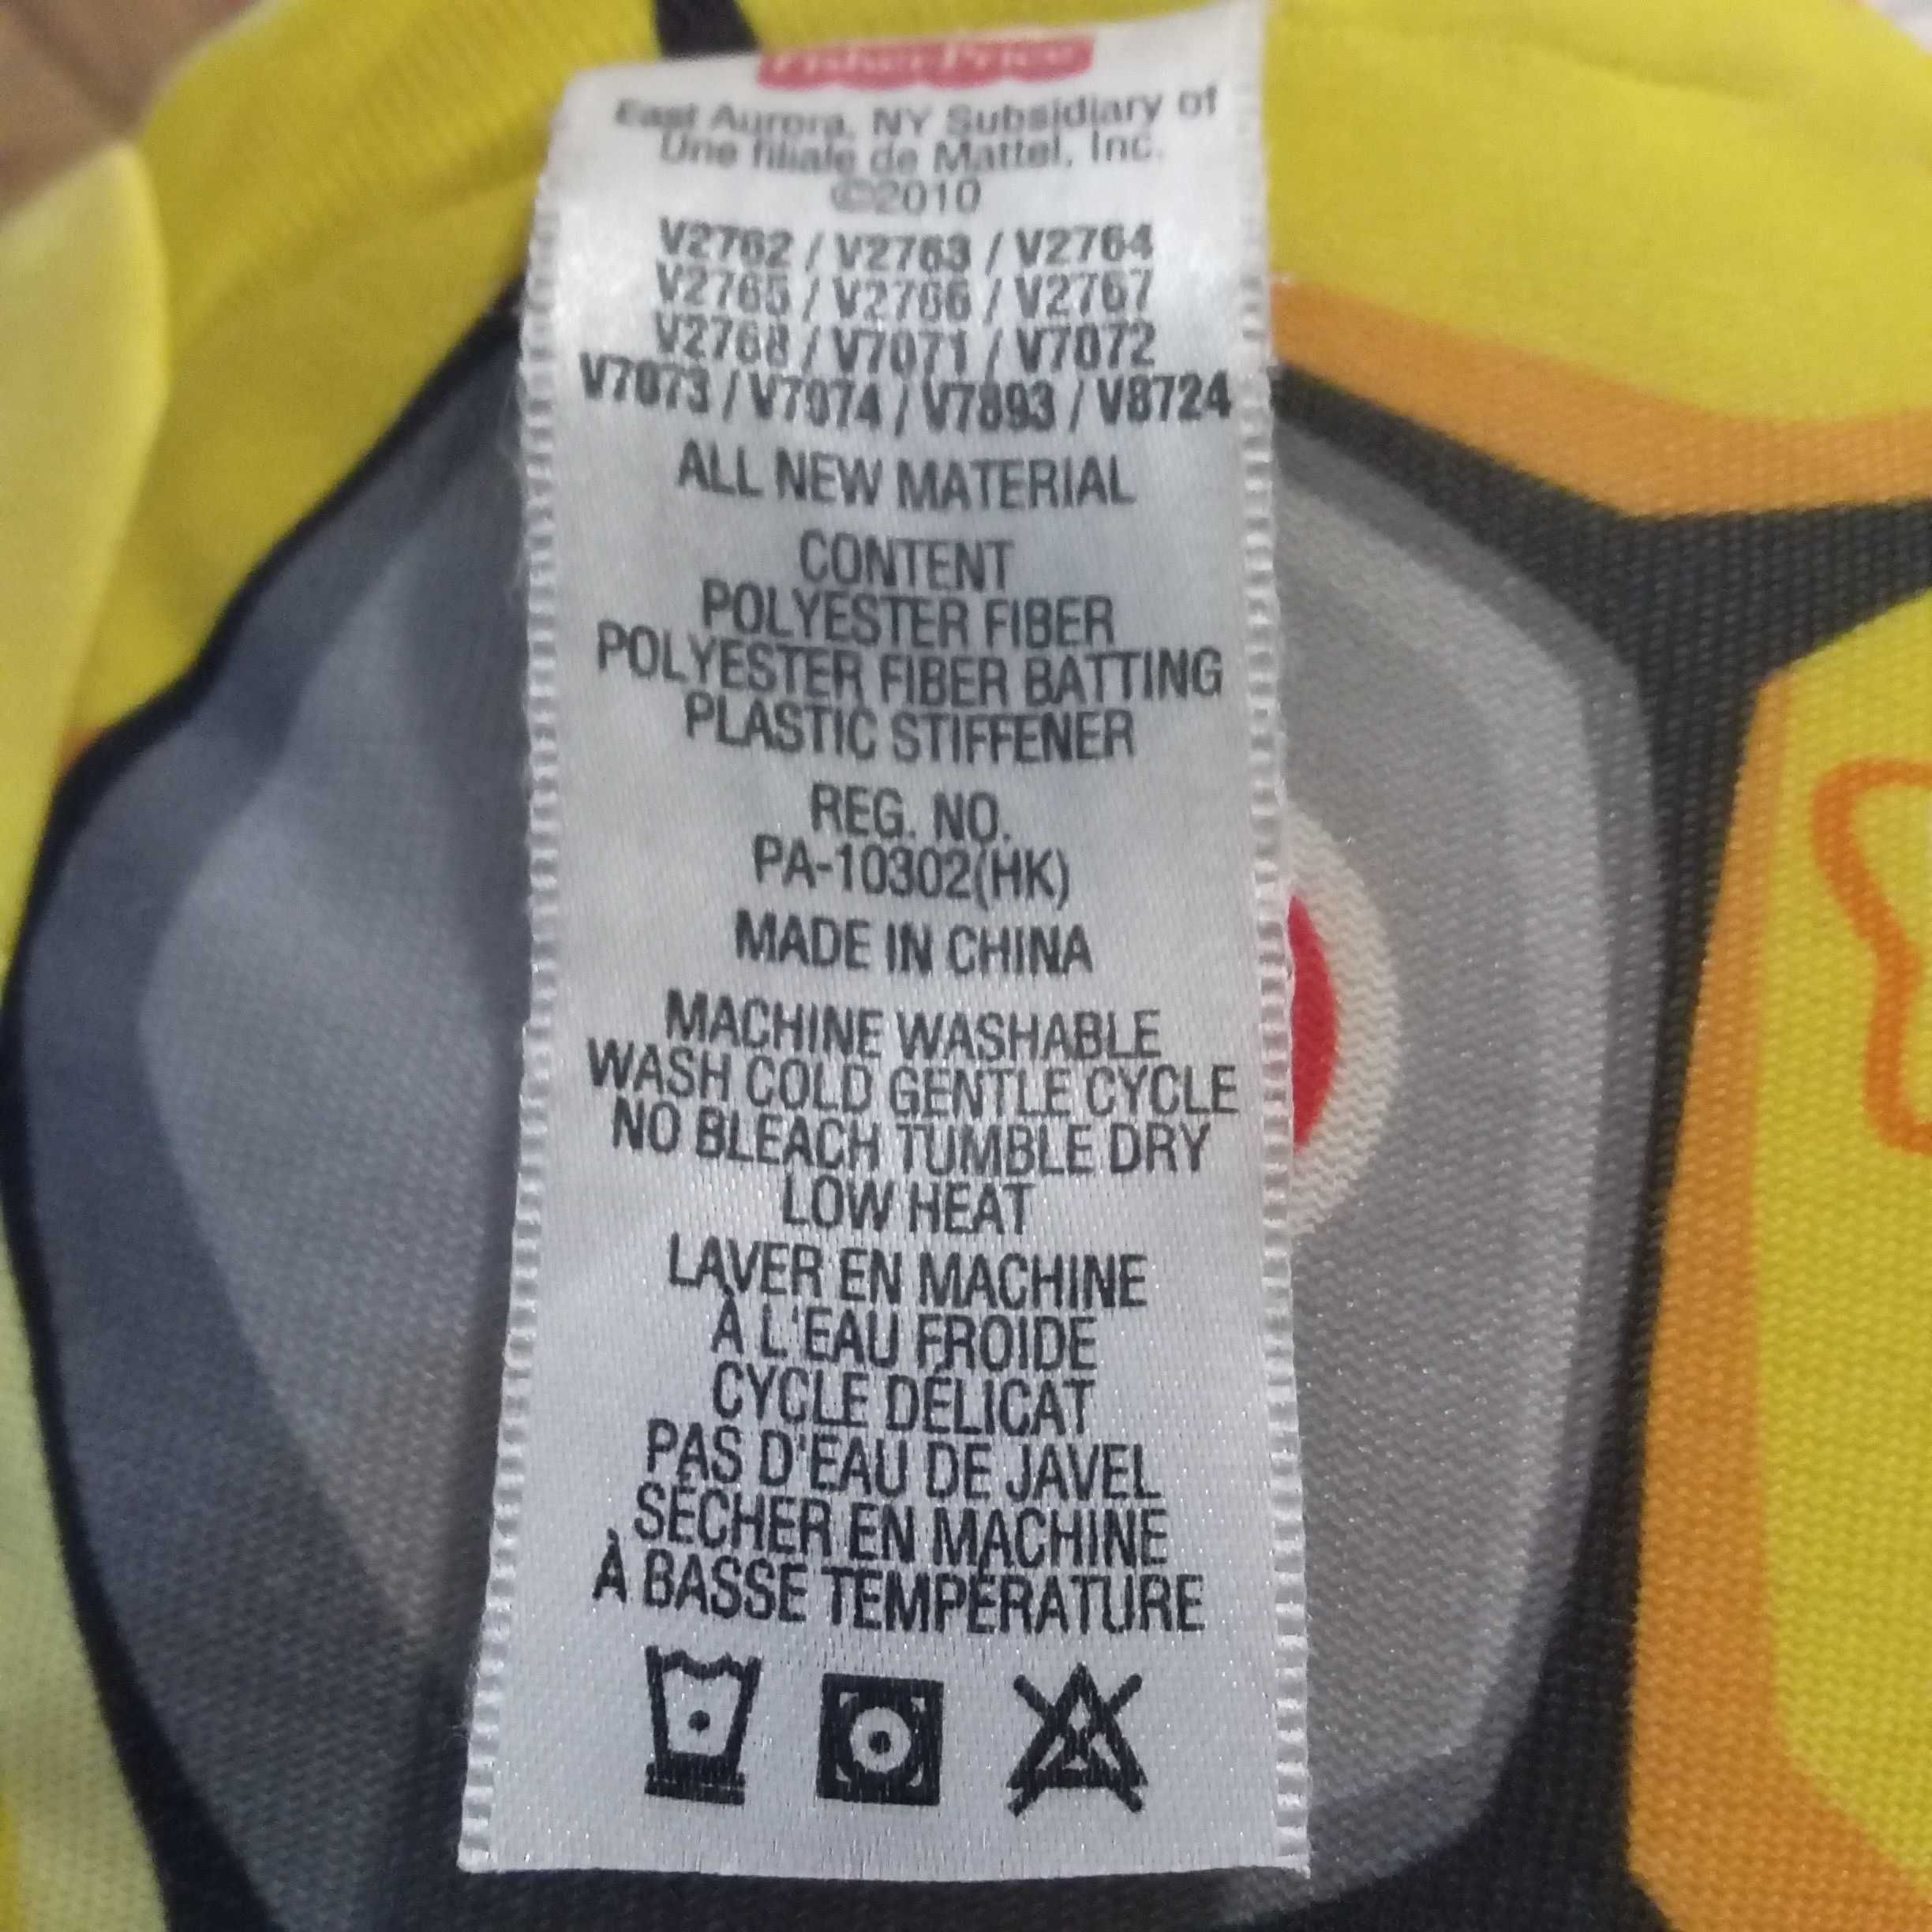 Fisher-Price
East Aurora, NY Subsidiary of
Une filiale de Mattel, Inc.
©2010
V2762 / V2763 / V2764
V2765 / V2766 / V2767
V2768 / V7071 / V7072
V7073 / V7074 / V7893 / V8724
ALL NEW MATERIAL
CONTENT
POLYESTER FIBER
POLYESTER FIBER BATTING
PLASTIC STIFFENER
REG. NO.
PA-10302(HK)
MADE IN CHINA
MACHINE WASHABLE
WASH COLD GENTLE CYCLE
NO BLEACH TUMBLE DRY
LOW HEAT
LAVER EN MACHINE
À L'EAU FROIDE
CYCLE DÉLICAT
PAS D'EAU DE JAVEL
SÉCHER EN MACHINE
À BASSE TEMPÉRATURE